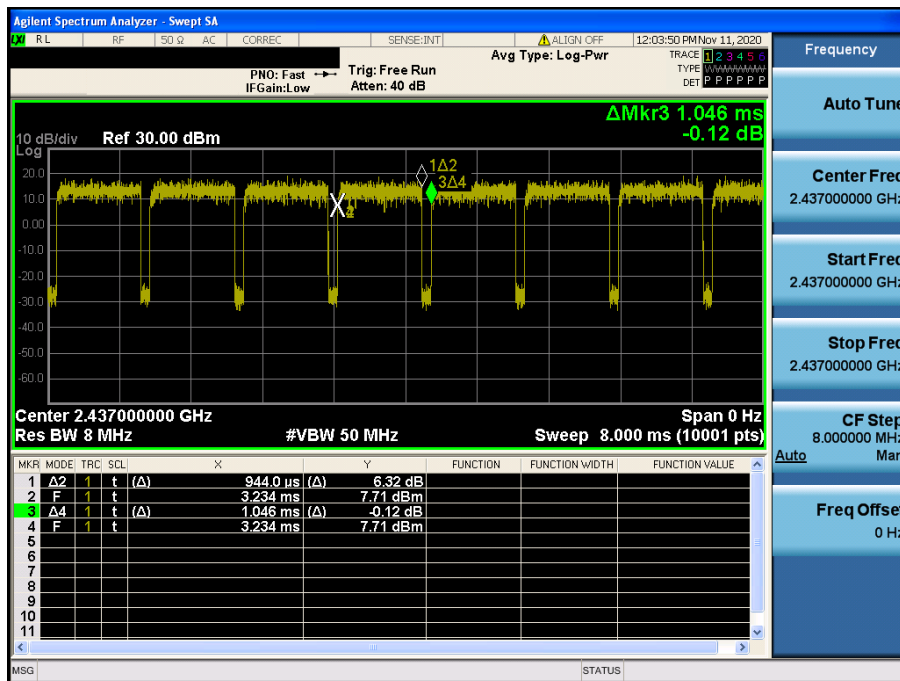 Agilent Spectrum Analyzer - Swept SA
LXI RL RF 50 Ω AC CORREC SENSE:INT ALIGN OFF 12:03:50 PM Nov 11, 2020
Frequency
PNO: Fast Trig: Free Run Avg Type: Log-Pwr TRACE 1 2 3 4 5 6
IFGain:Low Atten: 40 dB TYPE WWWWWW
DET P P P P P P
Auto Tune
ΔMkr3 1.046 ms
-0.12 dB
10 dB/div Ref 30.00 dBm
Log
20.0
10.0
0.00
-10.0
-20.0
-30.0
-40.0
-50.0
-60.0
1Δ2
3Δ4
Center Freq
2.437000000 GHz
Start Freq
2.437000000 GHz
Stop Freq
2.437000000 GHz
CF Step
8.000000 MHz
Auto Man
Freq Offset
0 Hz
Center 2.437000000 GHz Span 0 Hz
Res BW 8 MHz #VBW 50 MHz Sweep 8.000 ms (10001 pts)
MKR MODE TRC SCL X Y FUNCTION FUNCTION WIDTH FUNCTION VALUE
1 Δ2 1 t (Δ) 944.0 μs (Δ) 6.32 dB
2 F 1 t 3.234 ms 7.71 dBm
3 Δ4 1 t (Δ) 1.046 ms (Δ) -0.12 dB
4 F 1 t 3.234 ms 7.71 dBm
5
6
7
8
9
10
11
MSG STATUS